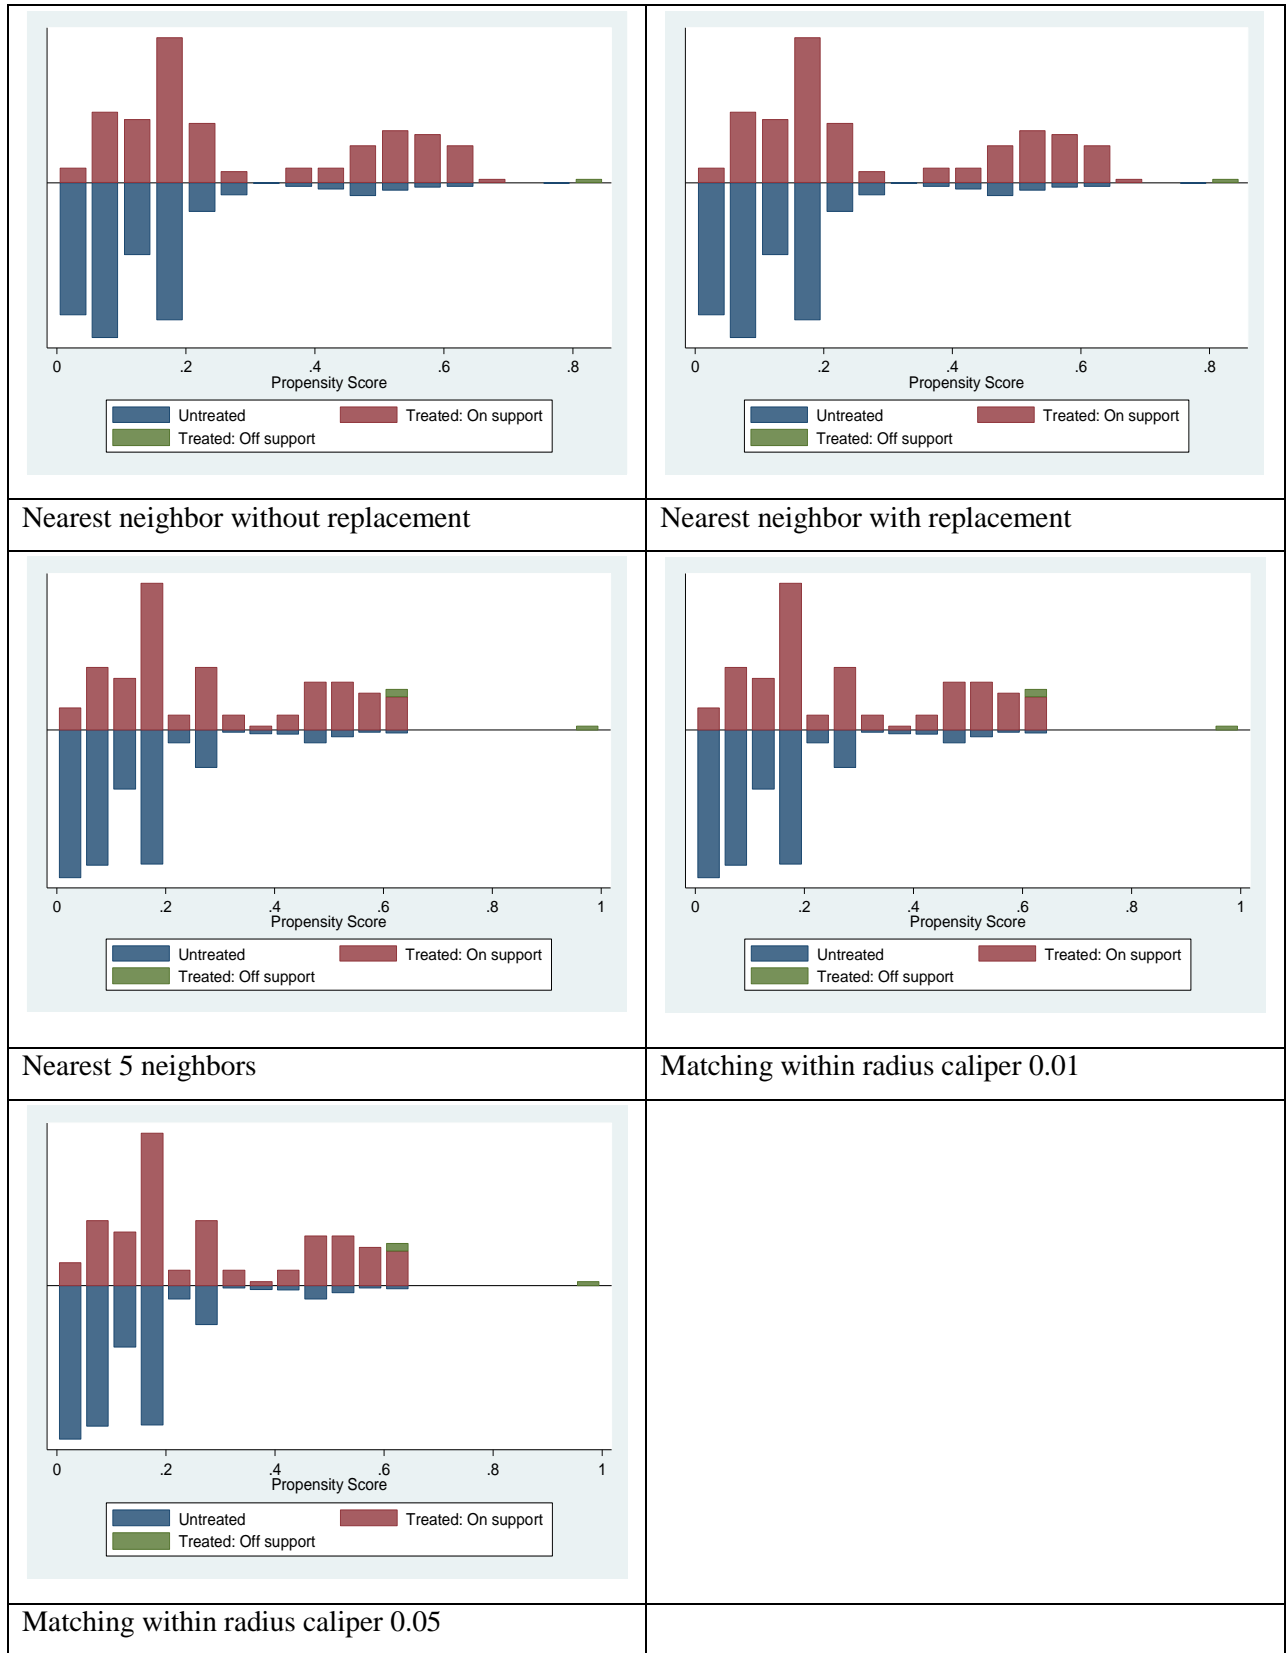 0 .2 .4 .6 .8
Propensity Score
Untreated Treated: On support
Treated: Off support
0 .2 .4 .6 .8
Propensity Score
Untreated Treated: On support
Treated: Off support
Nearest neighbor without replacement
Nearest neighbor with replacement
0 .2 .4 .6 .8 1
Propensity Score
Untreated Treated: On support
Treated: Off support
0 .2 .4 .6 .8 1
Propensity Score
Untreated Treated: On support
Treated: Off support
Nearest 5 neighbors
Matching within radius caliper 0.01
0 .2 .4 .6 .8 1
Propensity Score
Untreated Treated: On support
Treated: Off support
Matching within radius caliper 0.05